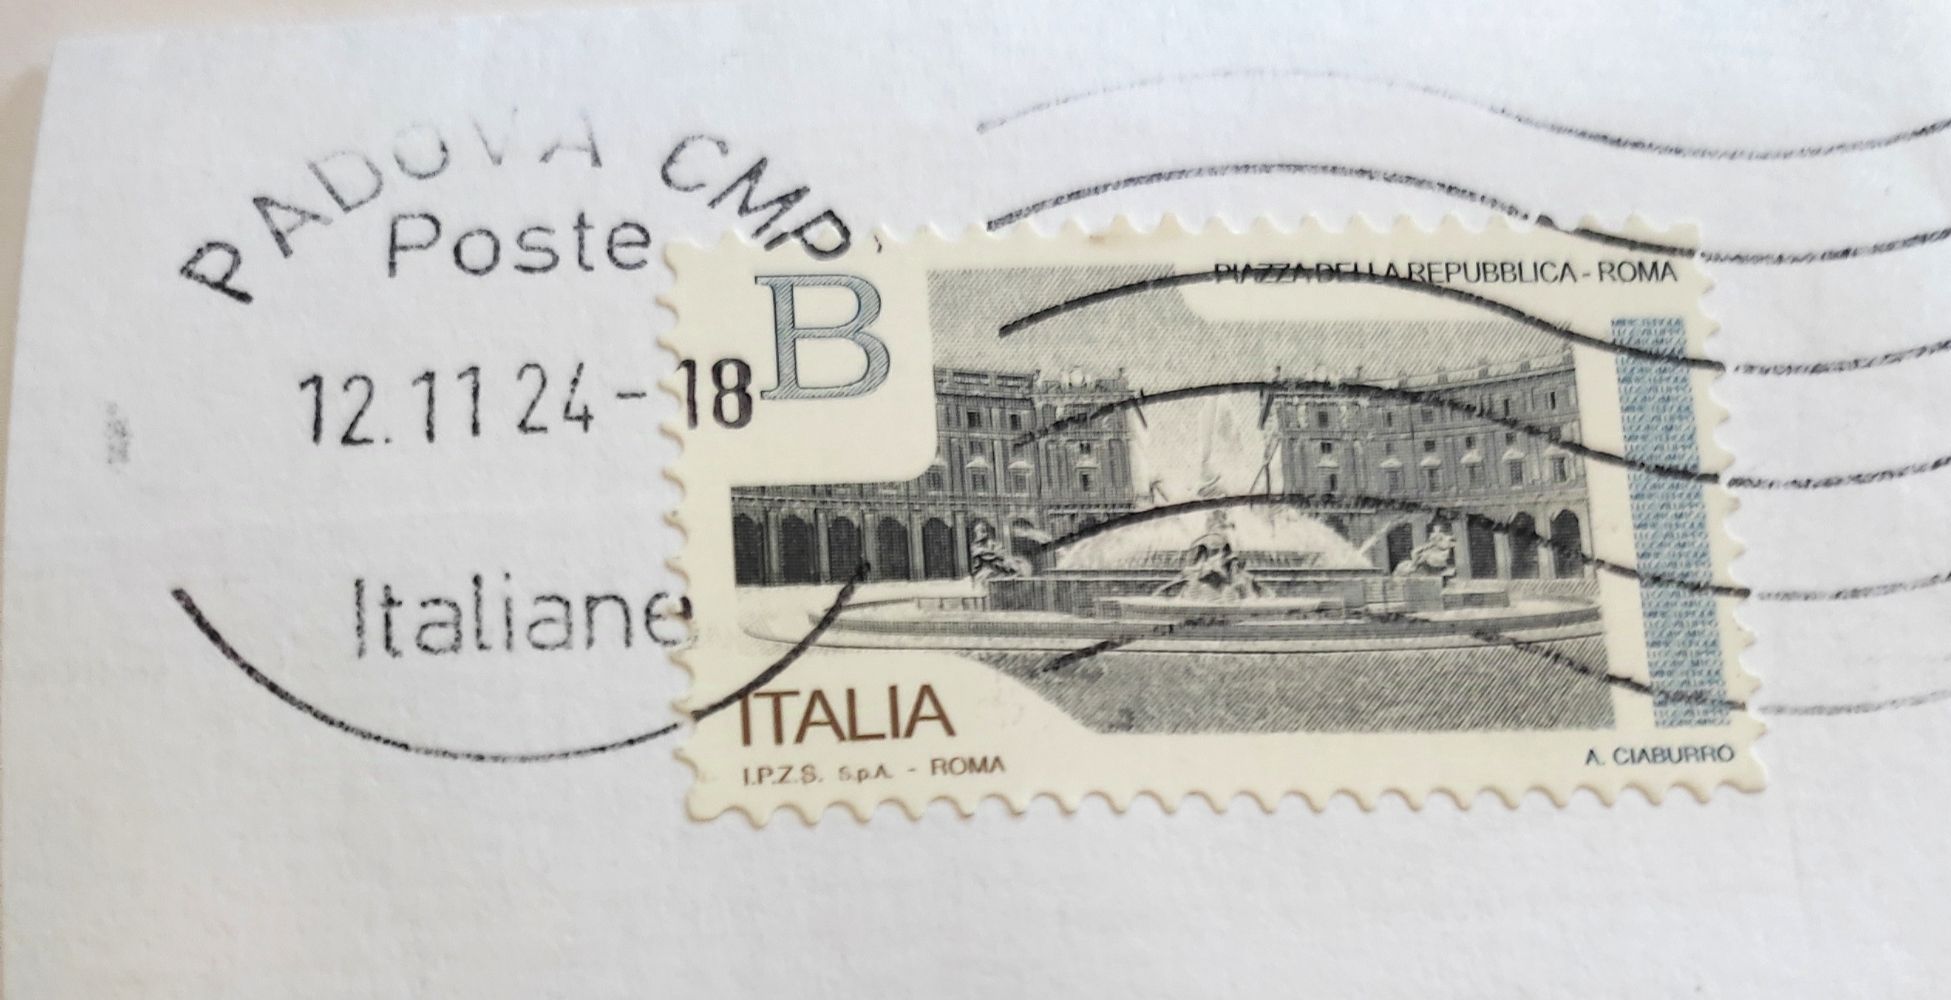 PADOVA CMP
Poste
12.11 24-18
Italiane
B
PIAZZA DELLA REPUBBLICA - ROMA
ITALIA
I.P.Z.S. S.p.A. - ROMA
A. CIABURRO